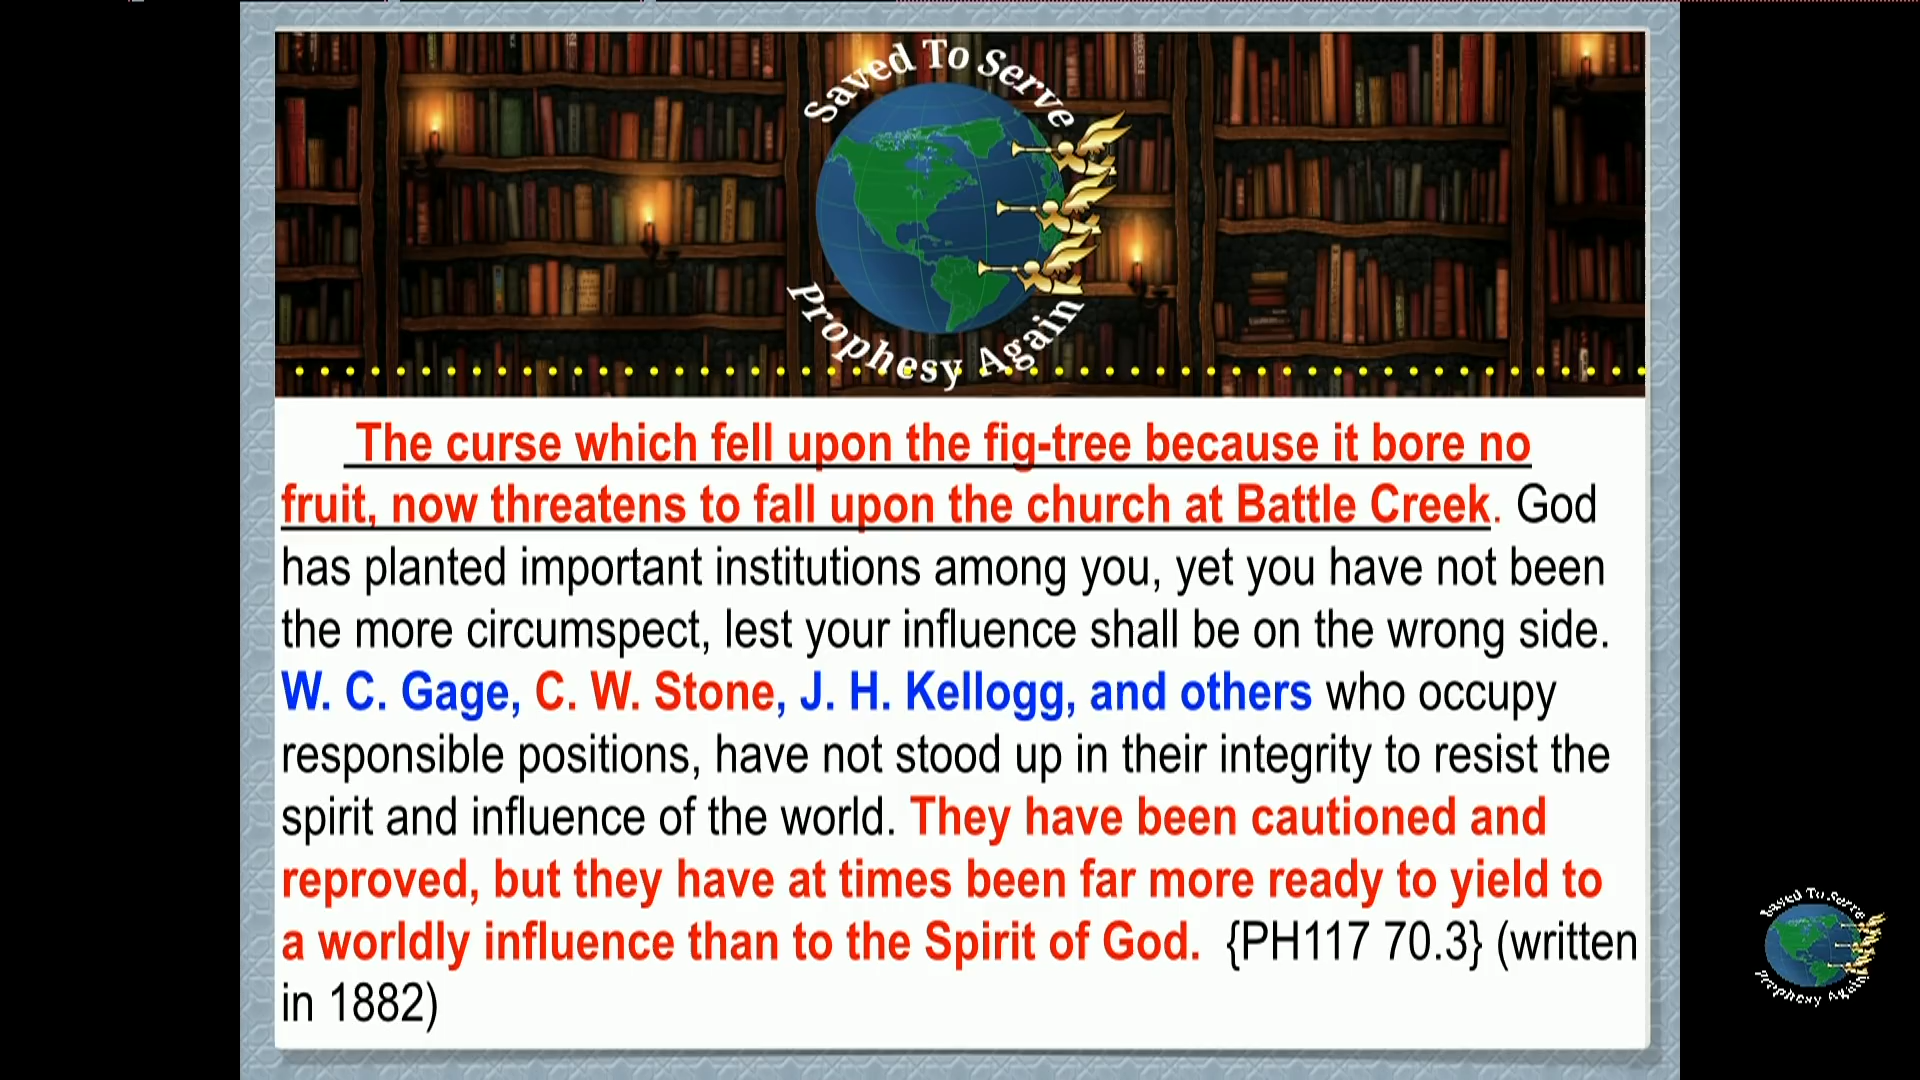 Saved To Serve
Prophesy Again
The curse which fell upon the fig-tree because it bore no
fruit, now threatens to fall upon the church at Battle Creek. God
has planted important institutions among you, yet you have not been
the more circumspect, lest your influence shall be on the wrong side.
W. C. Gage, C. W. Stone, J. H. Kellogg, and others who occupy
responsible positions, have not stood up in their integrity to resist the
spirit and influence of the world. They have been cautioned and
reproved, but they have at times been far more ready to yield to
a worldly influence than to the Spirit of God. {PH117 70.3} (written
in 1882)
Saved To Serve
Prophesy Again